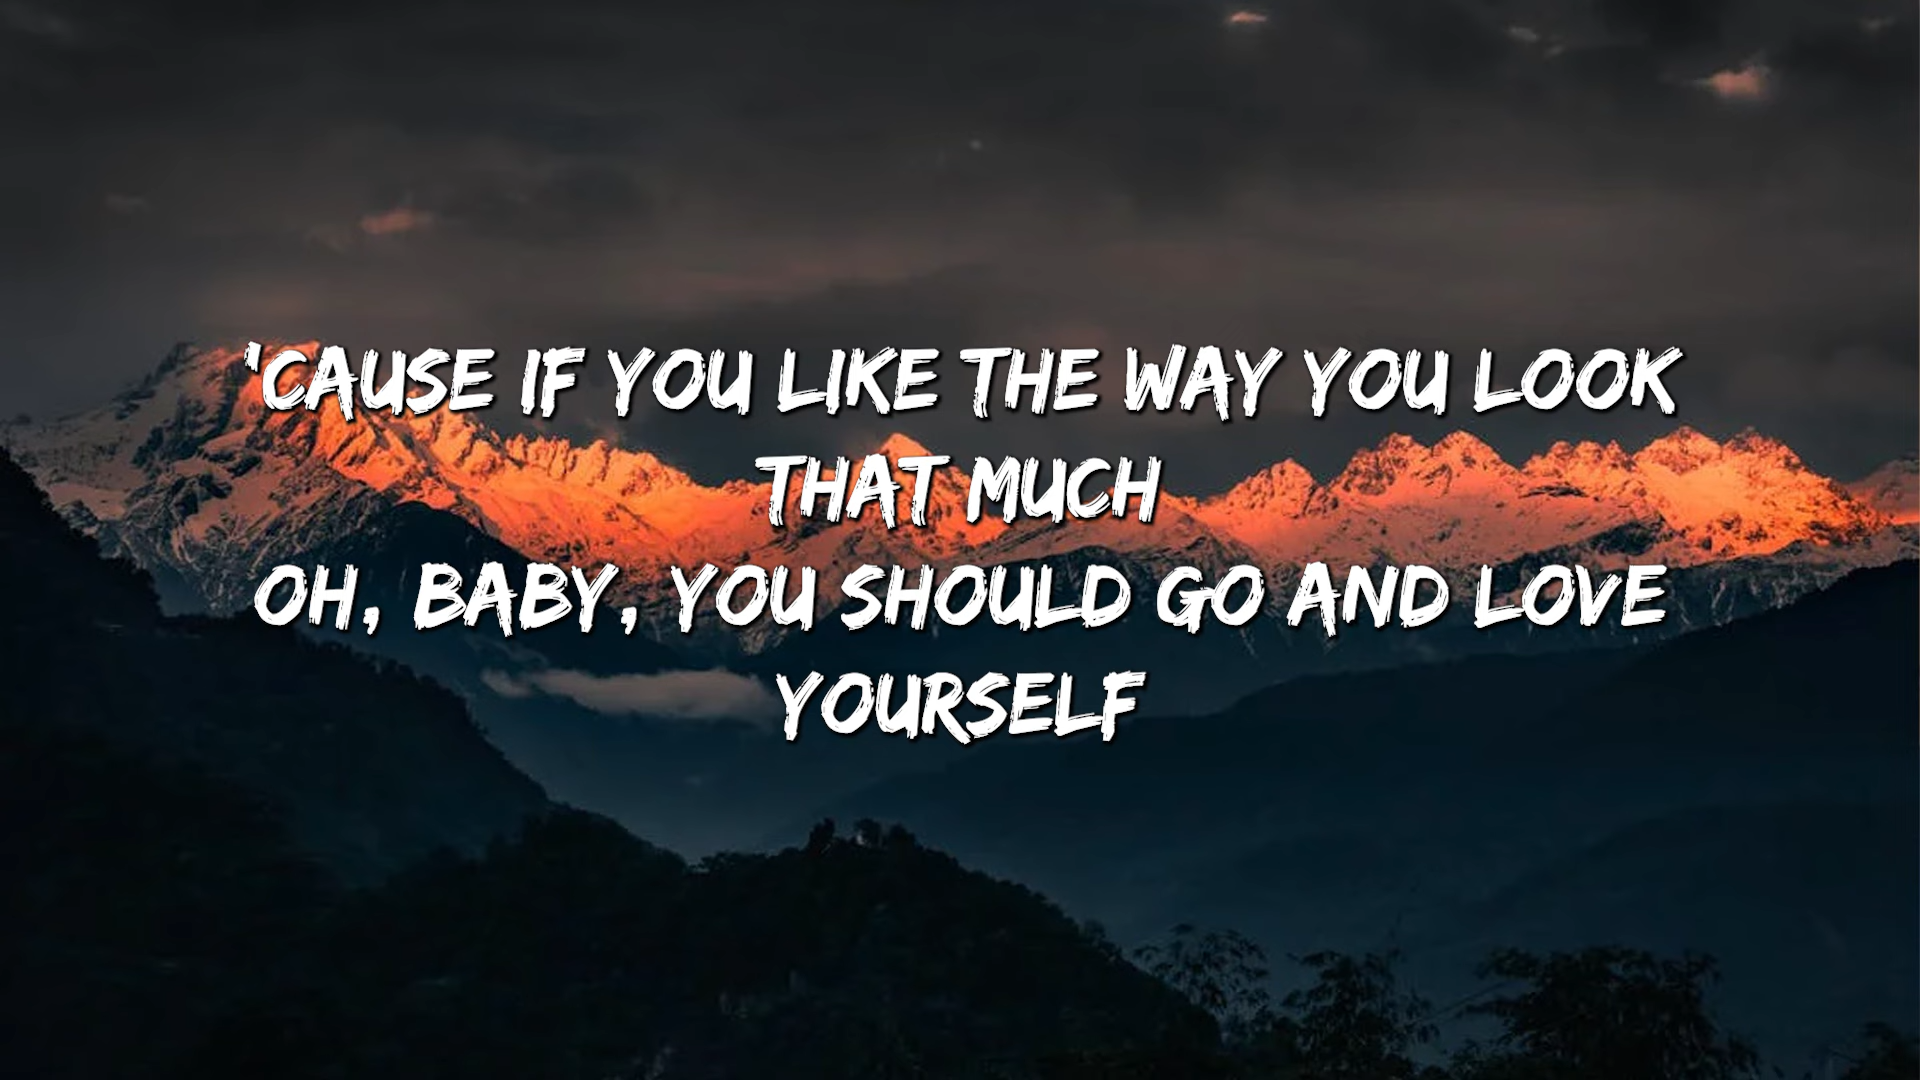 'CAUSE IF YOU LIKE THE WAY YOU LOOK
THAT MUCH
OH, BABY, YOU SHOULD GO AND LOVE
YOURSELF